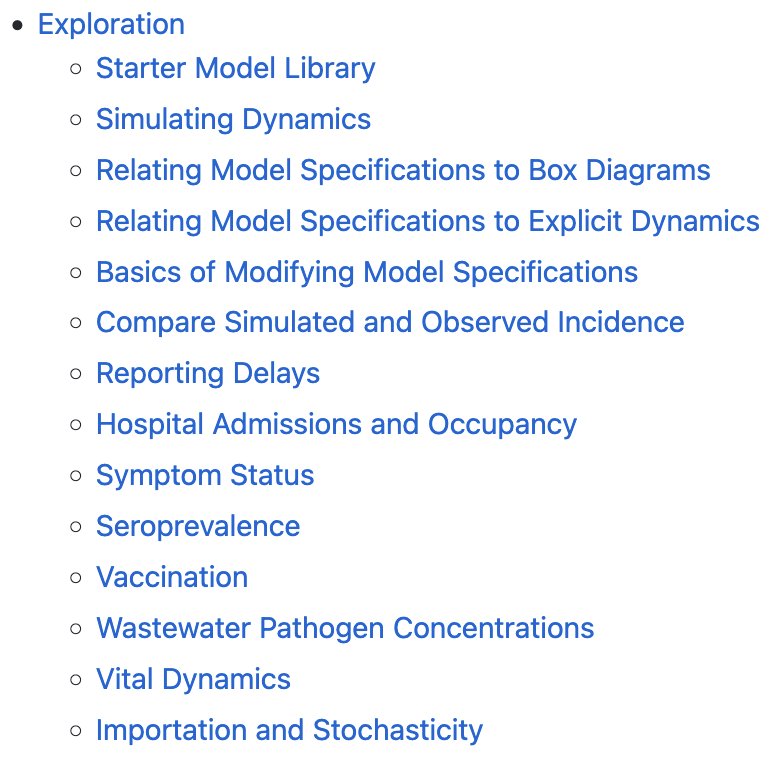 Exploration
Starter Model Library
Simulating Dynamics
Relating Model Specifications to Box Diagrams
Relating Model Specifications to Explicit Dynamics
Basics of Modifying Model Specifications
Compare Simulated and Observed Incidence
Reporting Delays
Hospital Admissions and Occupancy
Symptom Status
Seroprevalence
Vaccination
Wastewater Pathogen Concentrations
Vital Dynamics
Importation and Stochasticity